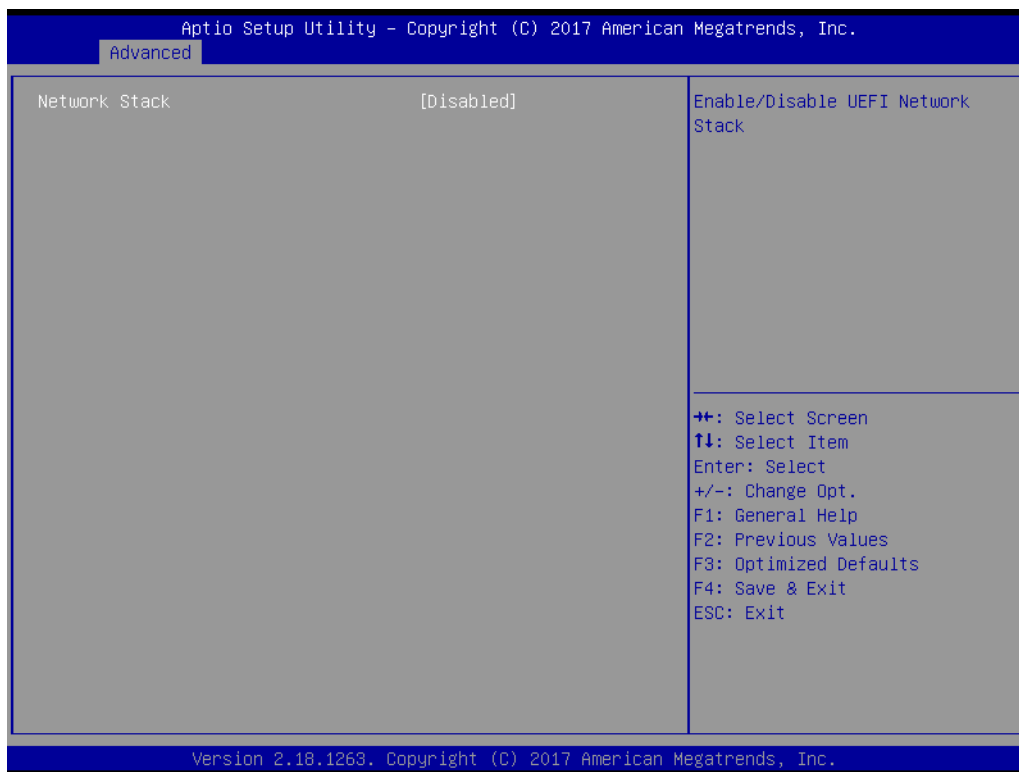 Aptio Setup Utility – Copyright (C) 2017 American Megatrends, Inc.
Advanced
Network Stack [Disabled]
Enable/Disable UEFI Network
Stack
→←: Select Screen
↑↓: Select Item
Enter: Select
+/-: Change Opt.
F1: General Help
F2: Previous Values
F3: Optimized Defaults
F4: Save & Exit
ESC: Exit
Version 2.18.1263. Copyright (C) 2017 American Megatrends, Inc.